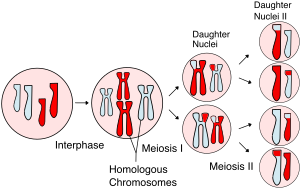 Daughter
Nuclei II
Daughter
Nuclei
Interphase
Meiosis I
Homologous
Chromosomes
Meiosis II